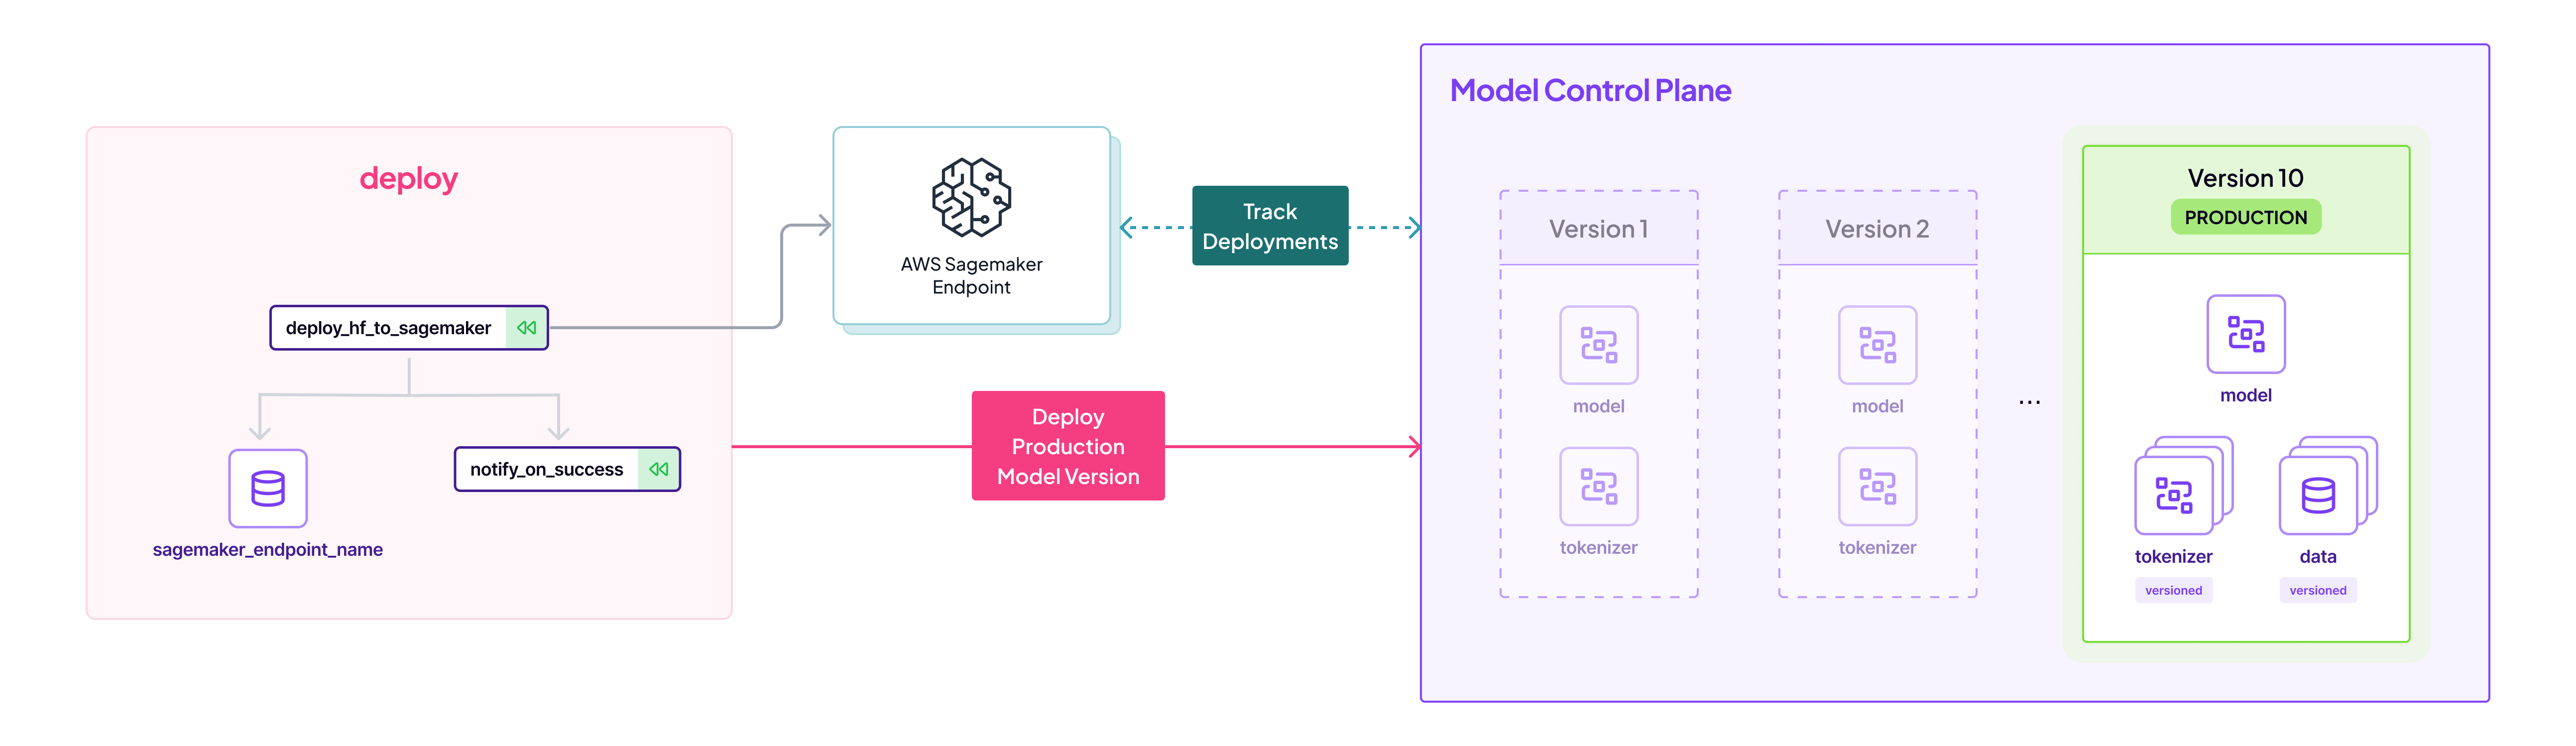 deploy
deploy_hf_to_sagemaker
sagemaker_endpoint_name
notify_on_success
AWS Sagemaker
Endpoint
Track
Deployments
Deploy
Production
Model Version
Model Control Plane
Version 1
model
tokenizer
Version 2
model
tokenizer
...
Version 10
PRODUCTION
model
tokenizer
versioned
data
versioned